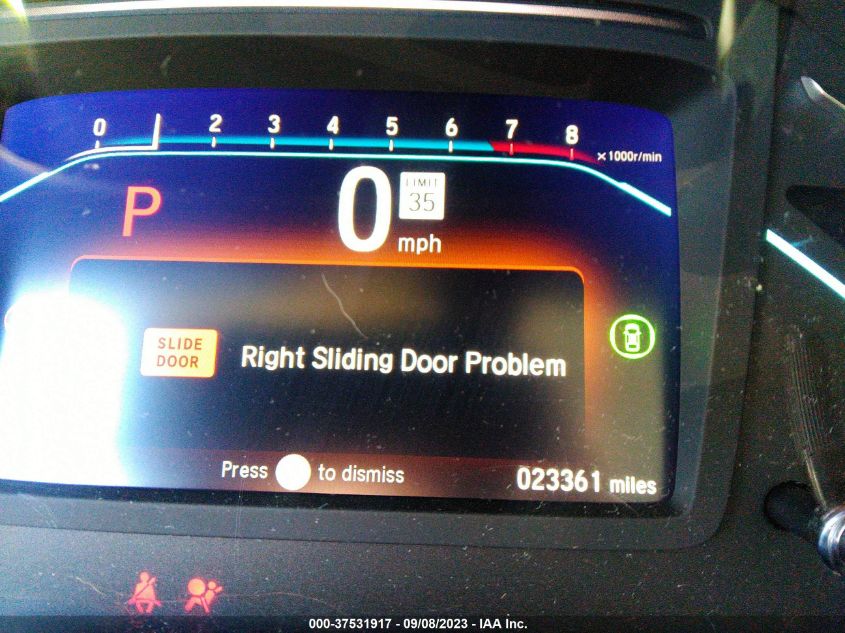 0 2 3 4 5 6 7 8 ×1000r/min
P
0 mph
LIMIT
35
SLIDE
DOOR
Right Sliding Door Problem
Press to dismiss
023361 miles
000-37531917 - 09/08/2023 - IAA Inc.